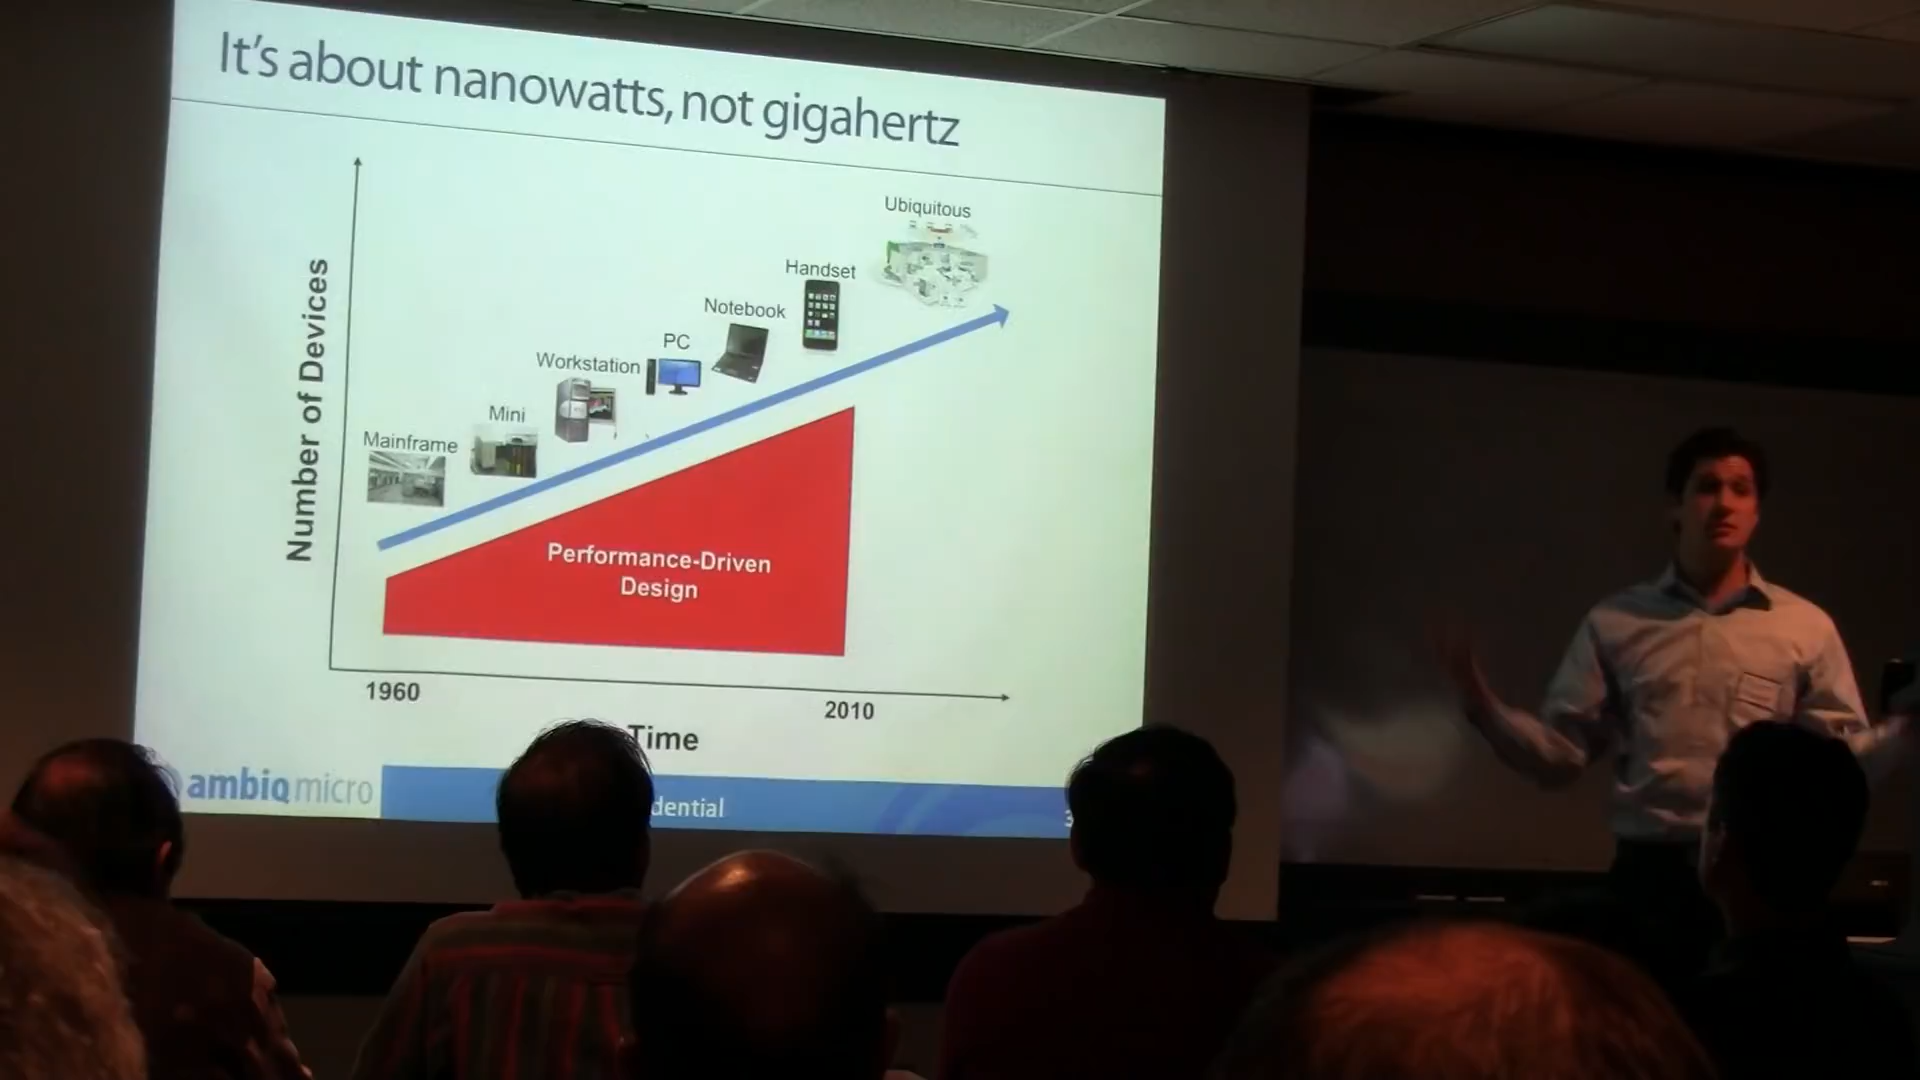 It's about nanowatts, not gigahertz
Ubiquitous
Handset
Notebook
PC
Workstation
Mini
Mainframe
Number of Devices
Performance-Driven
Design
1960
2010
Time
ambiq micro
dential
3